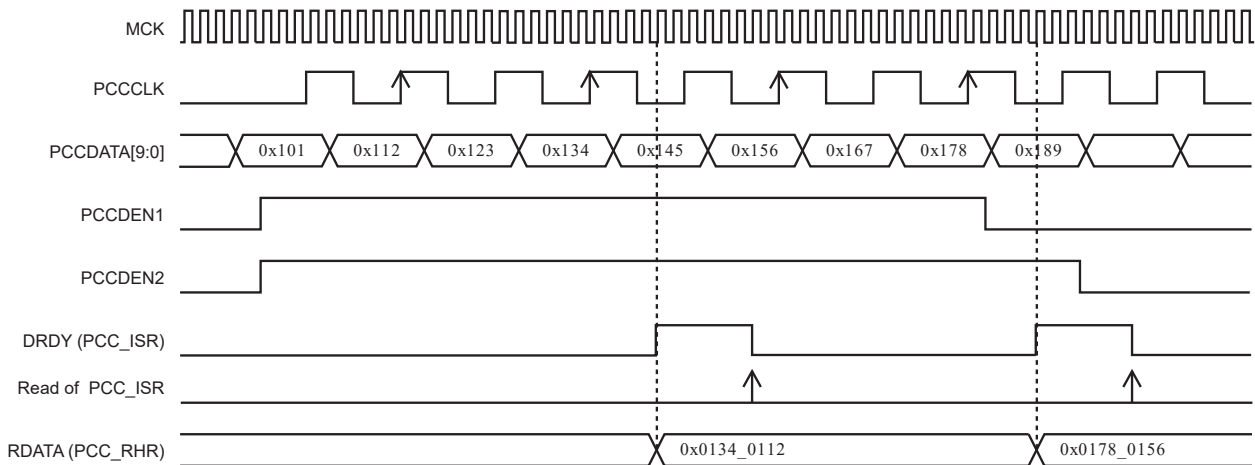 MCK
PCCCLK
PCCDATA[9:0] 0x101 0x112 0x123 0x134 0x145 0x156 0x167 0x178 0x189
PCCDEN1
PCCDEN2
DRDY (PCC_ISR)
Read of PCC_ISR
RDATA (PCC_RHR) 0x0134_0112 0x0178_0156